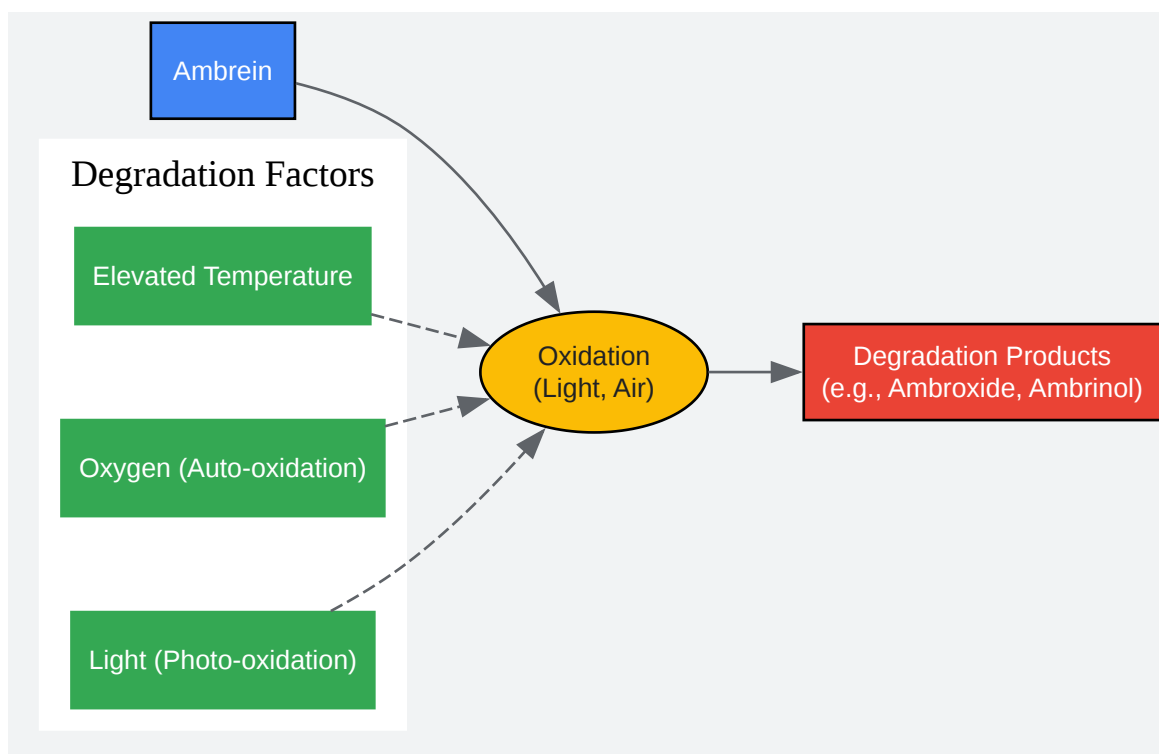 Ambrein
Degradation Factors
Elevated Temperature
Oxygen (Auto-oxidation)
Light (Photo-oxidation)
Oxidation
(Light, Air)
Degradation Products
(e.g., Ambroxide, Ambrinol)